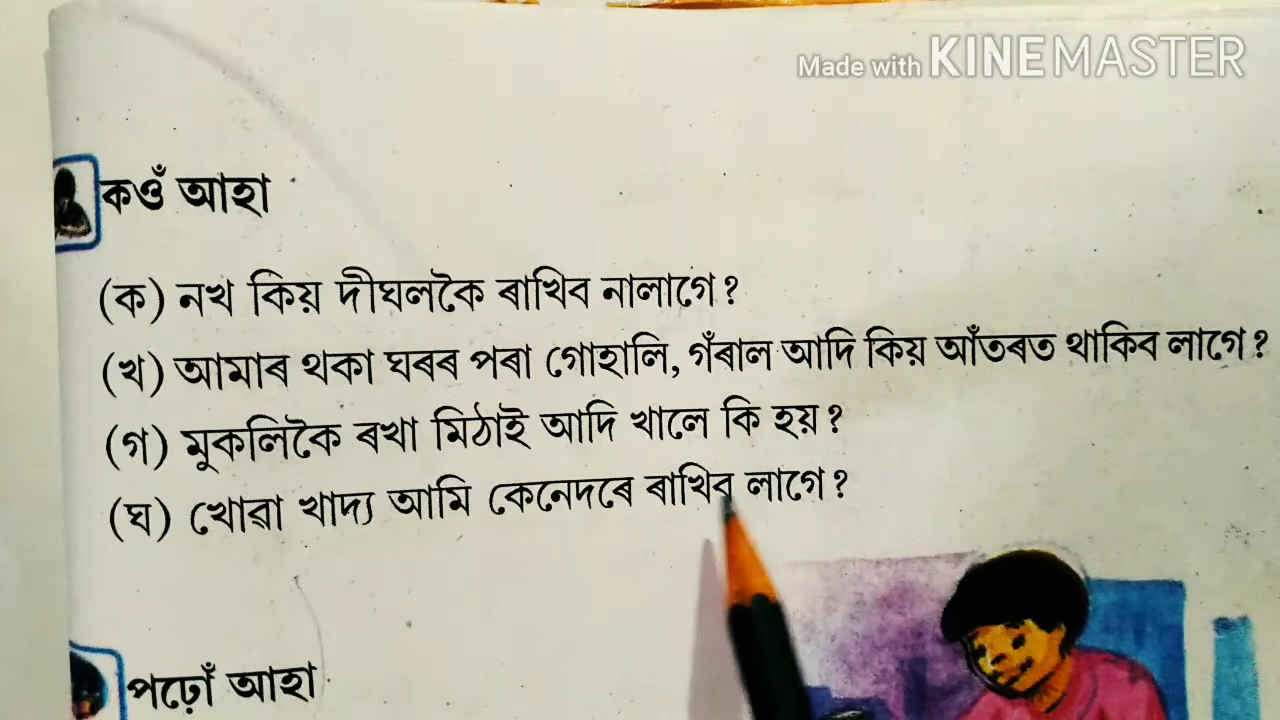 Made with KINEMASTER
কওঁ আহা
(ক) নখ কিয় দীঘলকৈ ৰাখিব নালাগে?
(খ) আমাৰ থকা ঘৰৰ পৰা গোহালি, গঁৰাল আদি কিয় আঁতৰত থাকিব লাগে?
(গ) মুকলিকৈ ৰখা মিঠাই আদি খালে কি হয়?
(ঘ) খোৱা খাদ্য আমি কেনেদৰে ৰাখিব লাগে?
পঢ়োঁ আহা